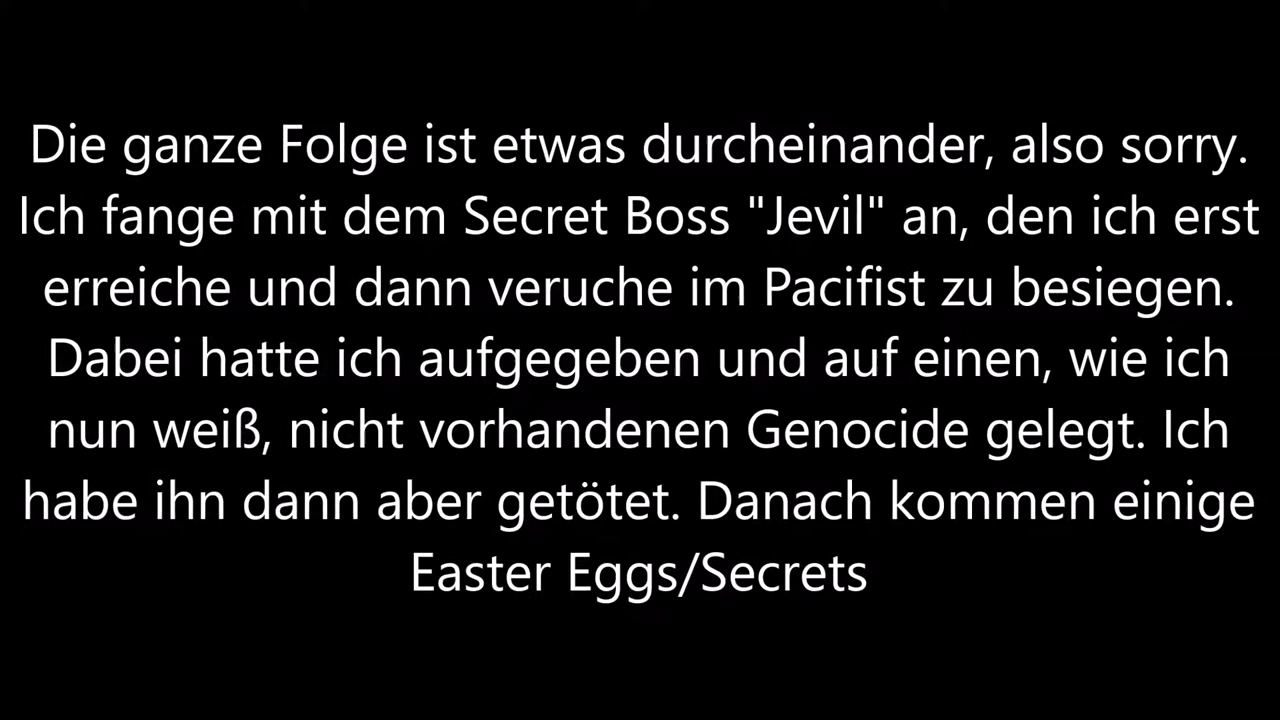 Die ganze Folge ist etwas durcheinander, also sorry.
Ich fange mit dem Secret Boss "Jevil" an, den ich erst
erreiche und dann veruche im Pacifist zu besiegen.
Dabei hatte ich aufgegeben und auf einen, wie ich
nun weiß, nicht vorhandenen Genocide gelegt. Ich
habe ihn dann aber getötet. Danach kommen einige
Easter Eggs/Secrets